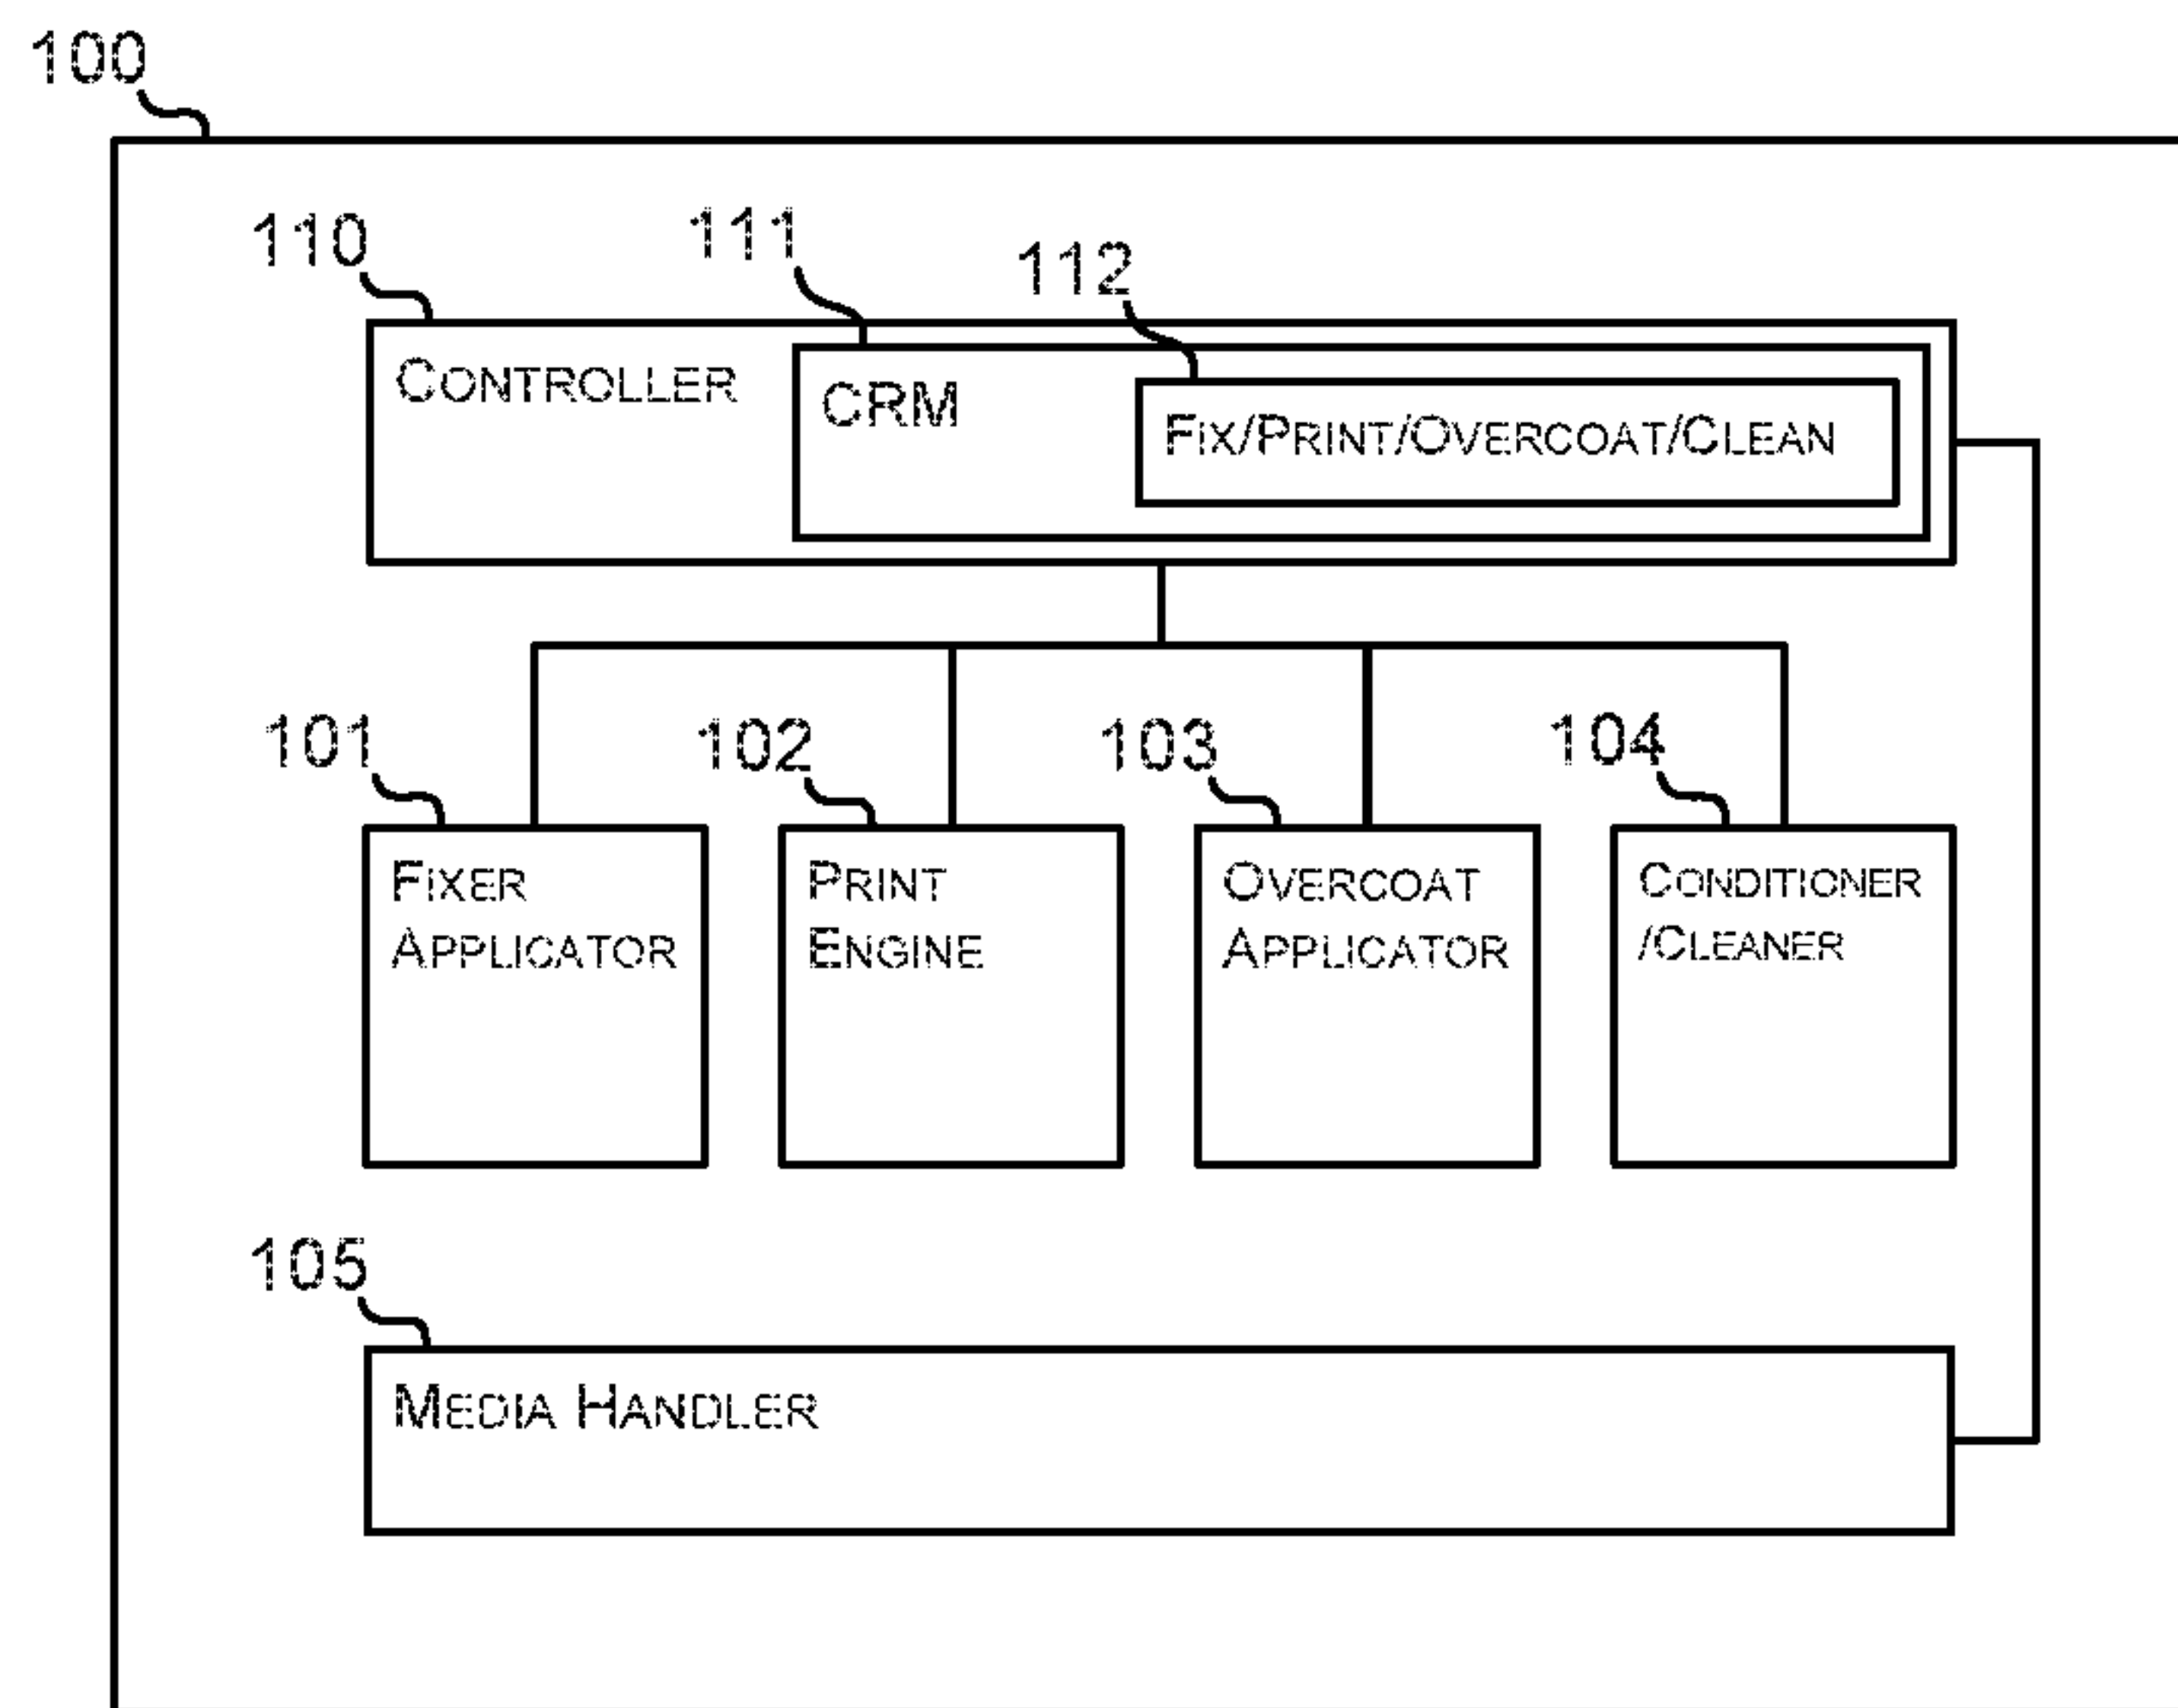 100
110
111
112
CONTROLLER
CRM
FIX/PRINT/OVERCOAT/CLEAN
101
102
103
104
FIXER
APPLICATOR
PRINT
ENGINE
OVERCOAT
APPLICATOR
CONDITIONER
/CLEANER
105
MEDIA HANDLER